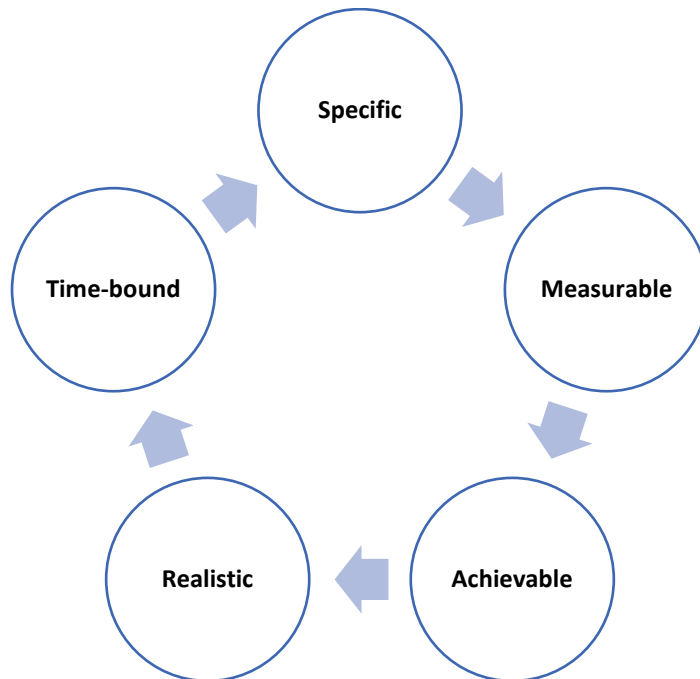 Specific
Measurable
Achievable
Realistic
Time-bound